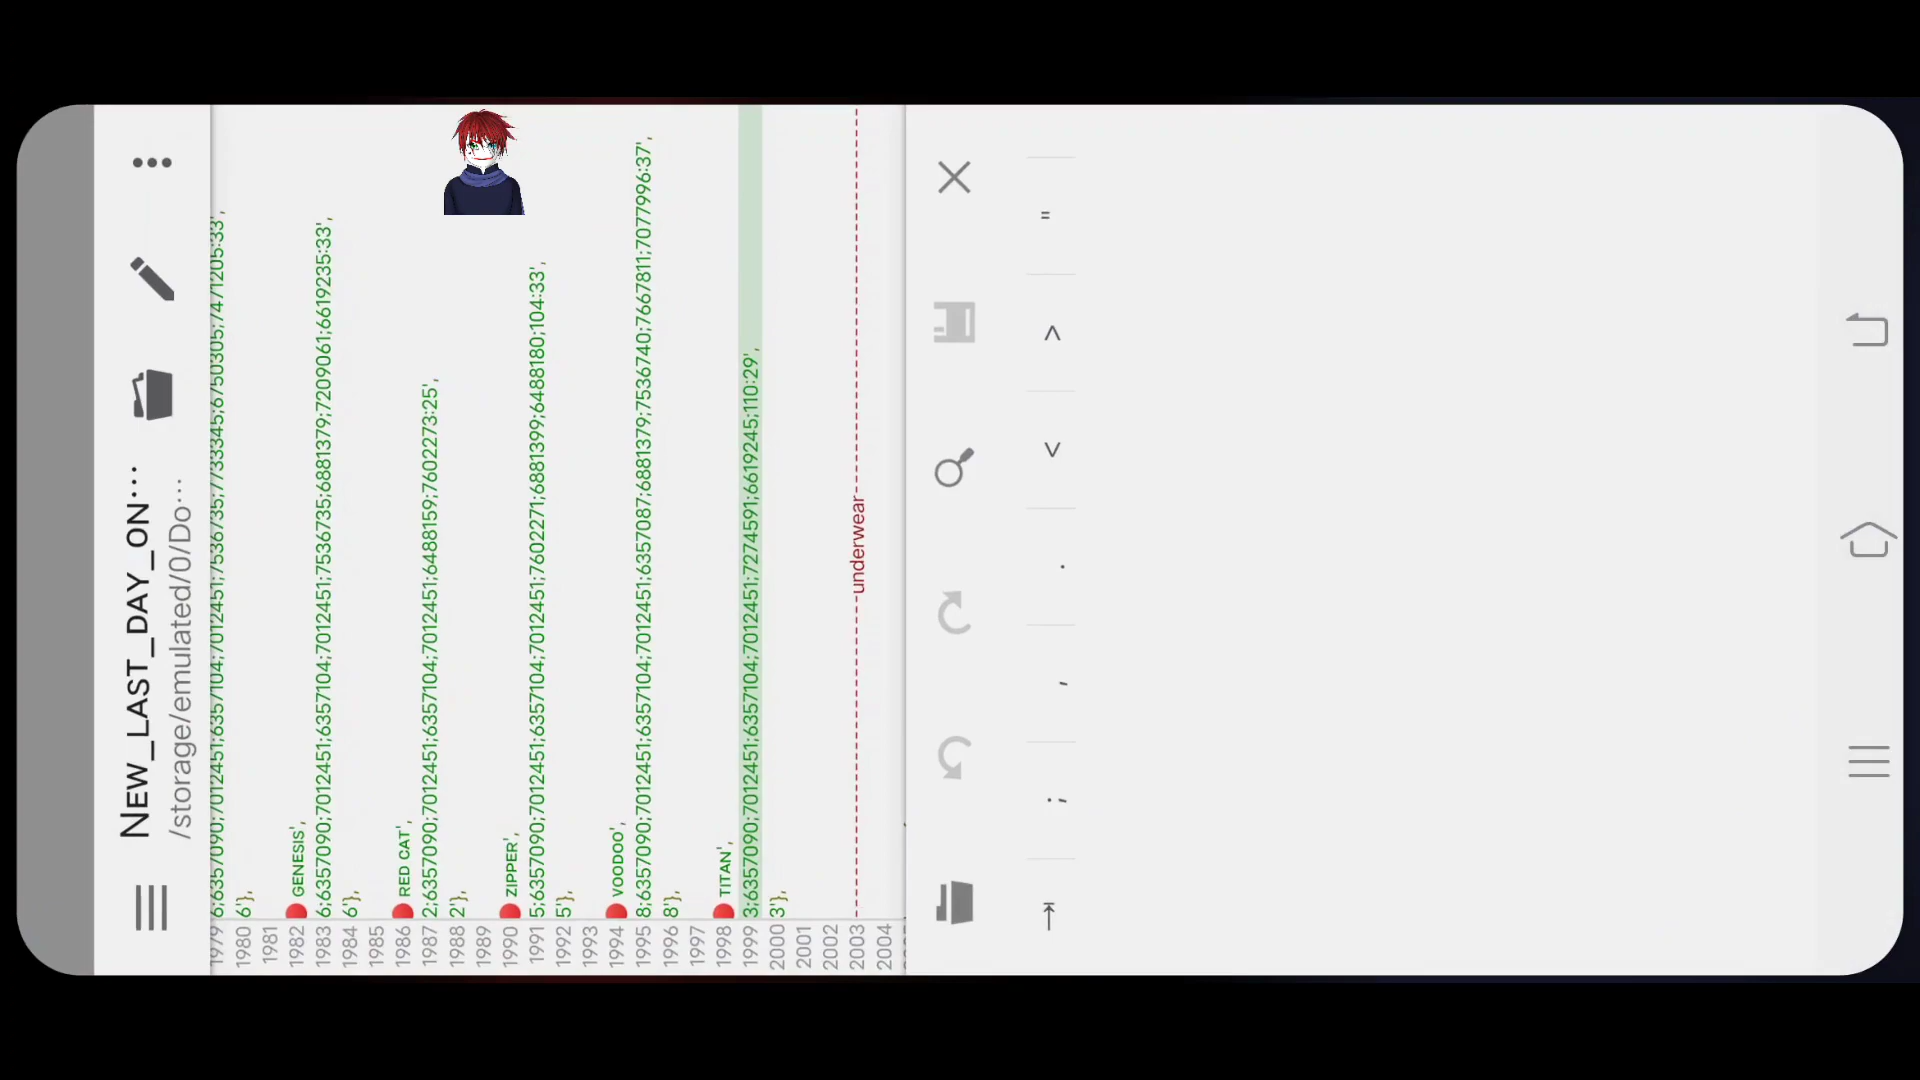 NEW_LAST_DAY_ON...
/storage/emulated/0/Do...
1979 6;6357090;7012451;6357104;7012451;7536735;7733345;6750305;7471205:33',
1980 6'},
1981
1982 🔴 GENESIS',
1983 6;6357090;7012451;6357104;7012451;7536735;6881379;7209061;6619235:33',
1984 6'},
1985
1986 🔴 RED CAT',
1987 2;6357090;7012451;6357104;7012451;6488159;7602273:25',
1988 2'},
1989
1990 🔴 ZIPPER',
1991 5;6357090;7012451;6357104;7012451;7602271;6881399;6488180;104:33',
1992 5'},
1993
1994 🔴 VOODOO',
1995 8;6357090;7012451;6357104;7012451;6357087;6881379;7536740;7667811;7077996:37',
1996 8'},
1997
1998 🔴 TITAN',
1999 3;6357090;7012451;6357104;7012451;7274591;6619245;110:29',
2000 3'},
2001
2002
2003 ----------underwear----------
2004
; , . < > "